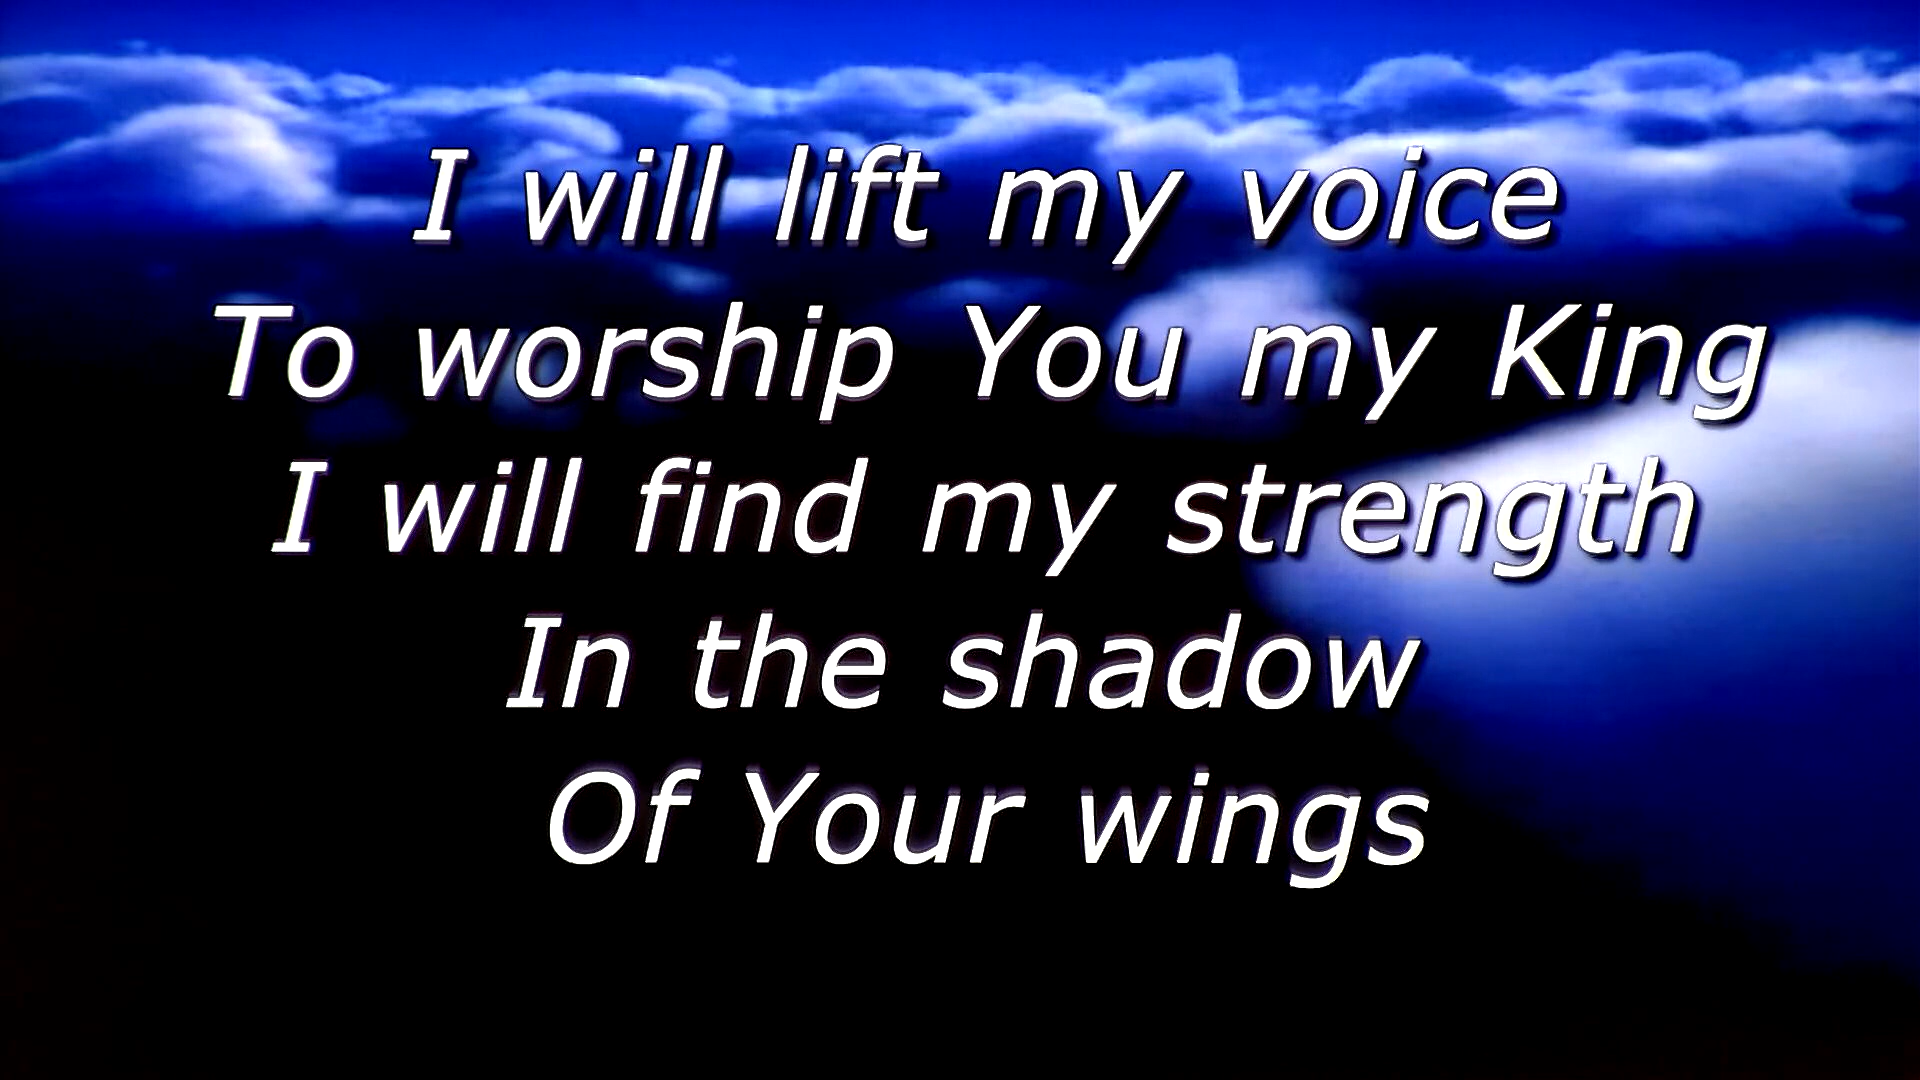 I will lift my voice
To worship You my King
I will find my strength
In the shadow
Of Your wings